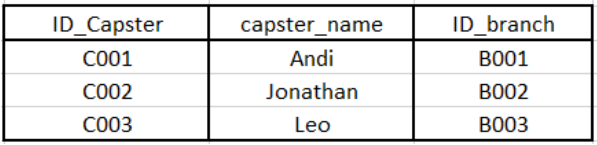 ID_Capster capster_name ID_branch
C001 Andi B001
C002 Jonathan B002
C003 Leo B003